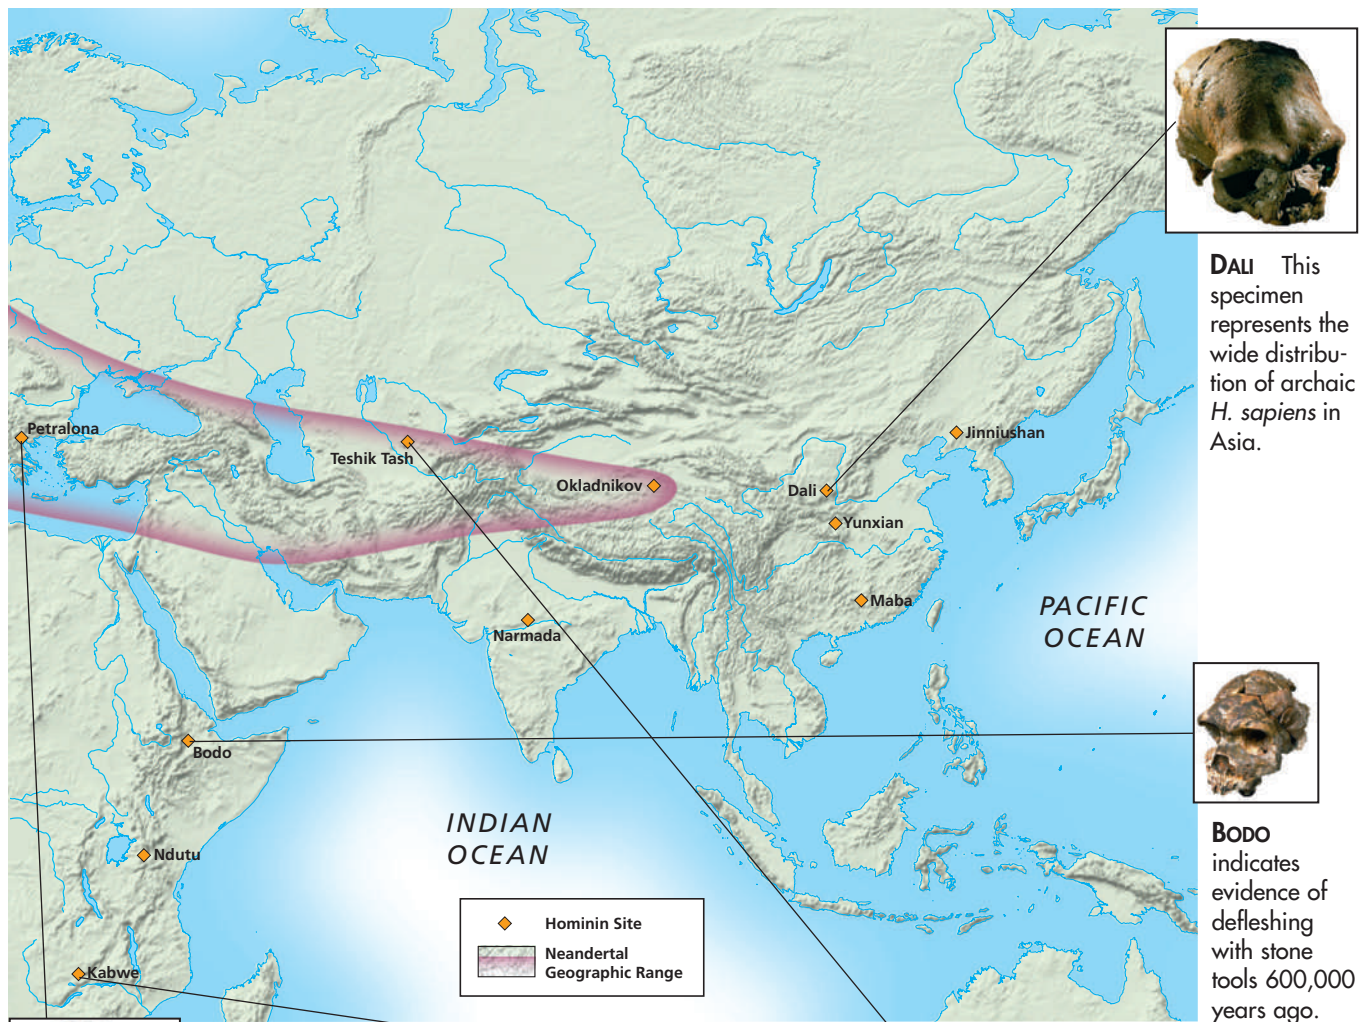 DALI This
specimen
represents the
wide distribu-
tion of archaic
H. sapiens in
Asia.
Petralona
Teshik Tash
Okladnikov
Dali
Jinniushan
Yunxian
Maba
Narmada
PACIFIC
OCEAN
Bodo
Ndutu
Kabwe
INDIAN
OCEAN
Hominin Site
Neandertal
Geographic Range
BODO
indicates
evidence of
defleshing
with stone
tools 600,000
years ago.